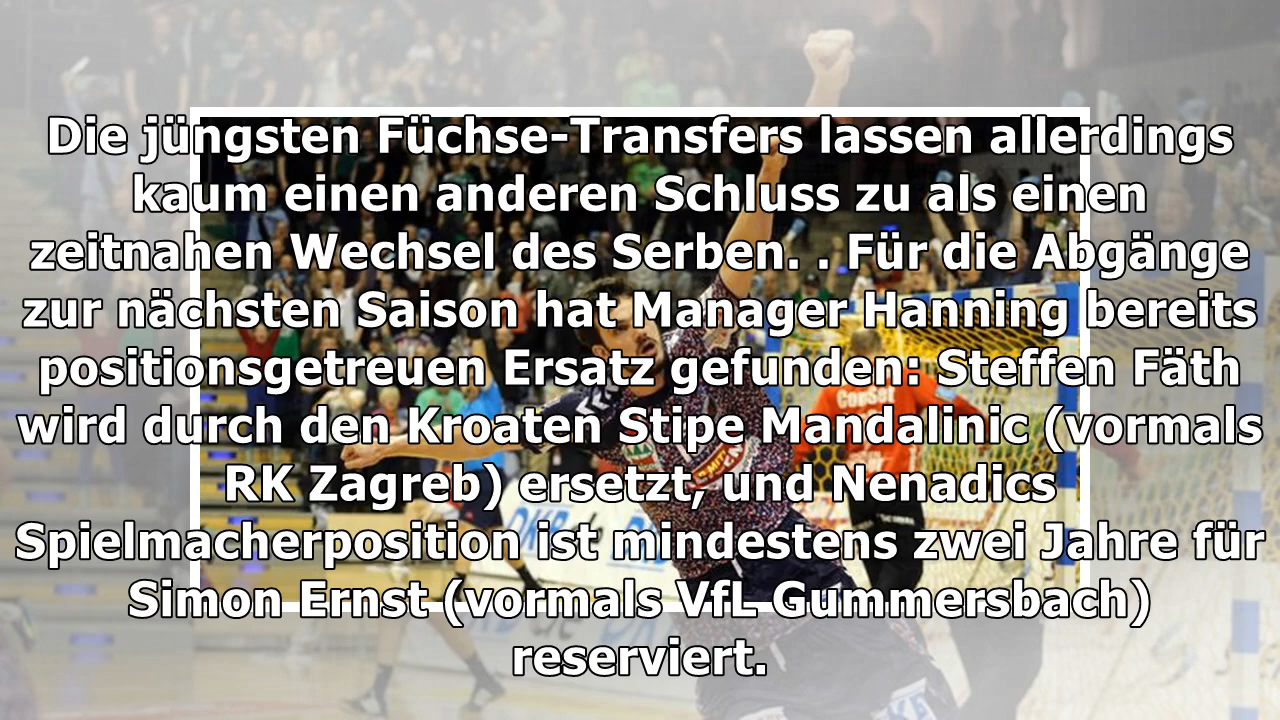 Die jüngsten Füchse-Transfers lassen allerdings
kaum einen anderen Schluss zu als einen
zeitnahen Wechsel des Serben. . Für die Abgänge
zur nächsten Saison hat Manager Hanning bereits
positionsgetreuen Ersatz gefunden: Steffen Fäth
wird durch den Kroaten Stipe Mandalinic (vormals
RK Zagreb) ersetzt, und Nenadics
Spielmacherposition ist mindestens zwei Jahre für
Simon Ernst (vormals VfL Gummersbach)
reserviert.